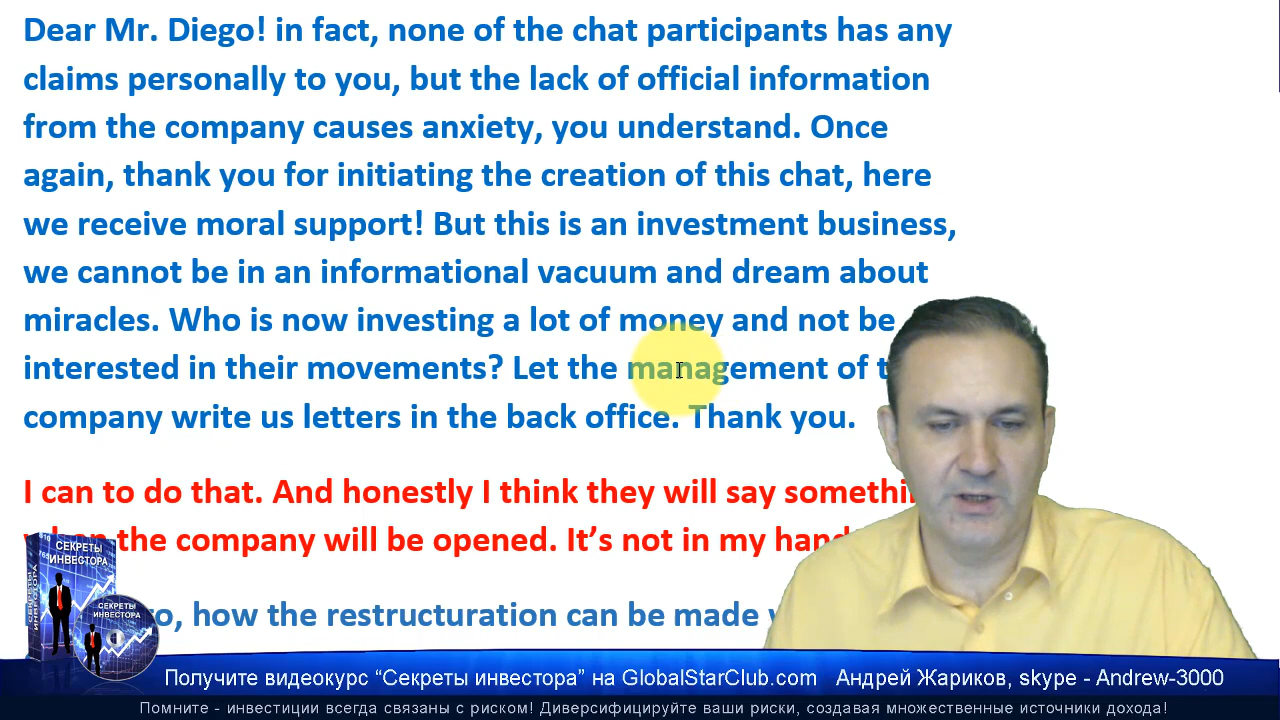 Dear Mr. Diego! in fact, none of the chat participants has any
claims personally to you, but the lack of official information
from the company causes anxiety, you understand. Once
again, thank you for initiating the creation of this chat, here
we receive moral support! But this is an investment business,
we cannot be in an informational vacuum and dream about
miracles. Who is now investing a lot of money and not be
interested in their movements? Let the management of
company write us letters in the back office. Thank you.
I can to do that. And honestly I think they will say
the company will be opened. It’s not in my
how the restructuration can be made
СЕКРЕТЫ
ИНВЕСТОРА
СЕКРЕТЫ
ИНВЕСТОРА
СЕКРЕТЫ
ИНВЕСТОРА
Получите видеокурс “Секреты инвестора” на GlobalStarClub.com Андрей Жариков, skype - Andrew-3000
Помните - инвестиции всегда связаны с риском! Диверсифицируйте ваши риски, создавая множественные источники дохода!